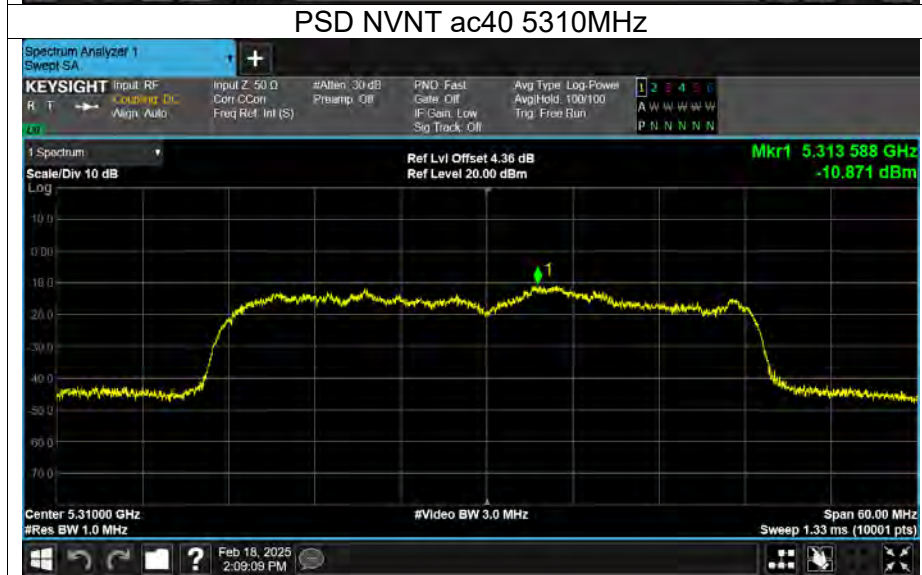 PSD NVNT ac40 5310MHz
Spectrum Analyzer 1
Swept SA
+
KEYSIGHT Input: RF Input Z: 50 Ω #Atten: 30 dB PNO: Fast Avg Type: Log-Power 1 2 3 4 5 6
R T Coupling: DC Corr CCorr Preamp: Off Gate: Off Avg|Hold: 100/100 A W W W W W
Align: Auto Freq Ref: Int (S) IF Gain: Low Trig: Free Run
Sig Track: Off P N N N N N
1 Spectrum Ref Lvl Offset 4.36 dB Mkr1 5.313 588 GHz
Scale/Div 10 dB Ref Level 20.00 dBm -10.871 dBm
Log
10.0
0.00
-10.0
1
-20.0
-30.0
-40.0
-50.0
-60.0
-70.0
Center 5.31000 GHz #Video BW 3.0 MHz Span 60.00 MHz
#Res BW 1.0 MHz Sweep 1.33 ms (10001 pts)
? Feb 18, 2025
2:09:09 PM